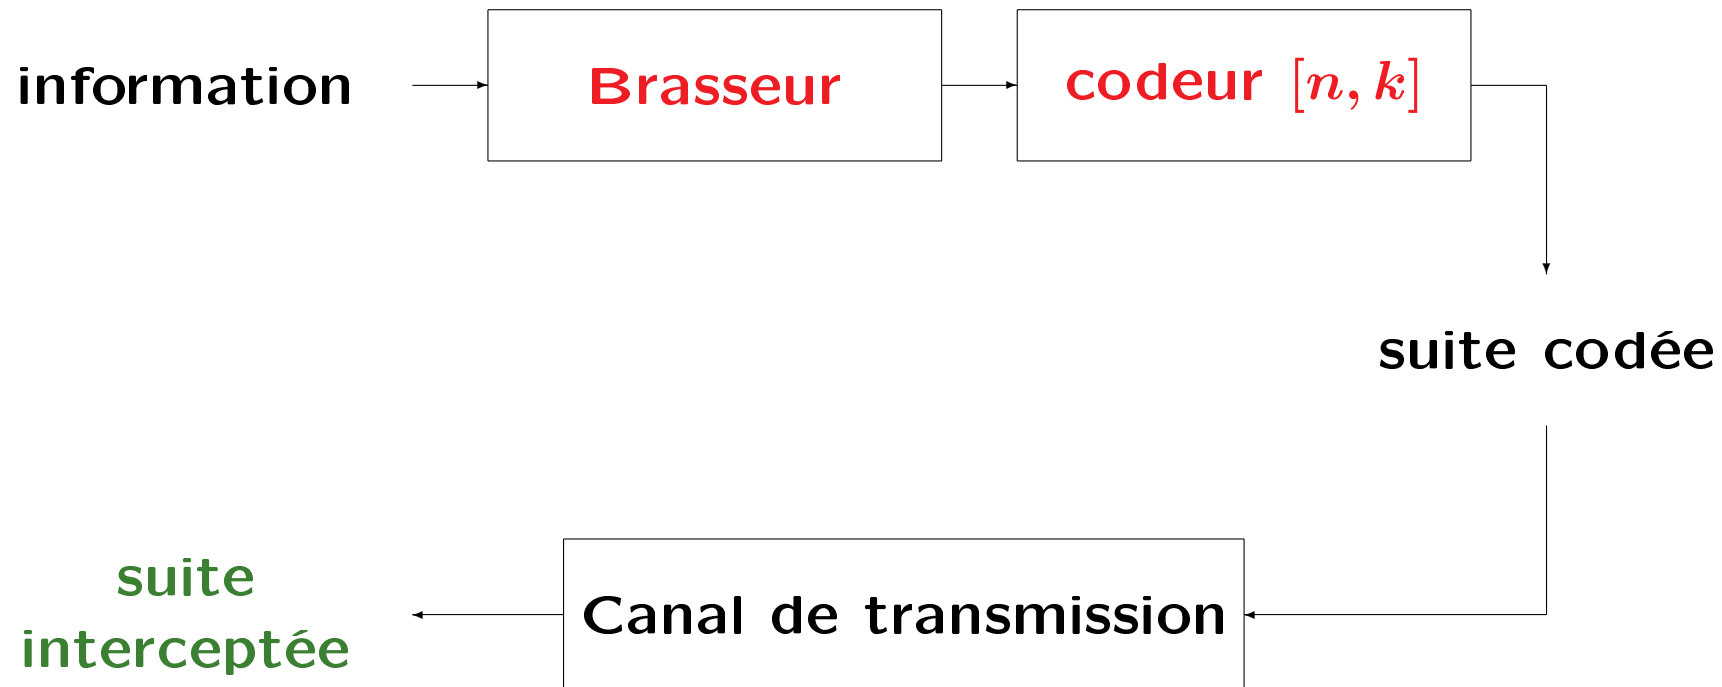 information
Brasseur
codeur [n, k]
suite codée
Canal de transmission
suite
interceptée